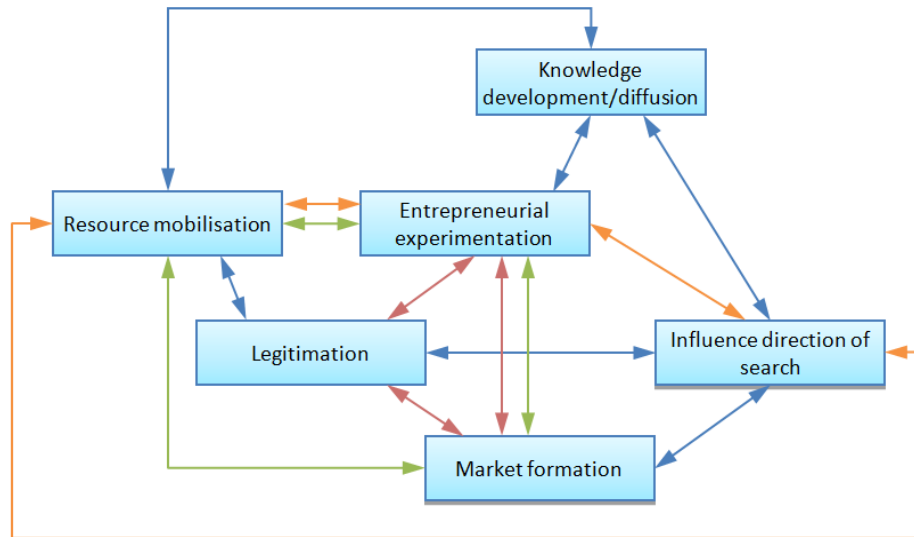 Knowledge
development/diffusion
Resource mobilisation
Entrepreneurial
experimentation
Legitimation
Influence direction of
search
Market formation